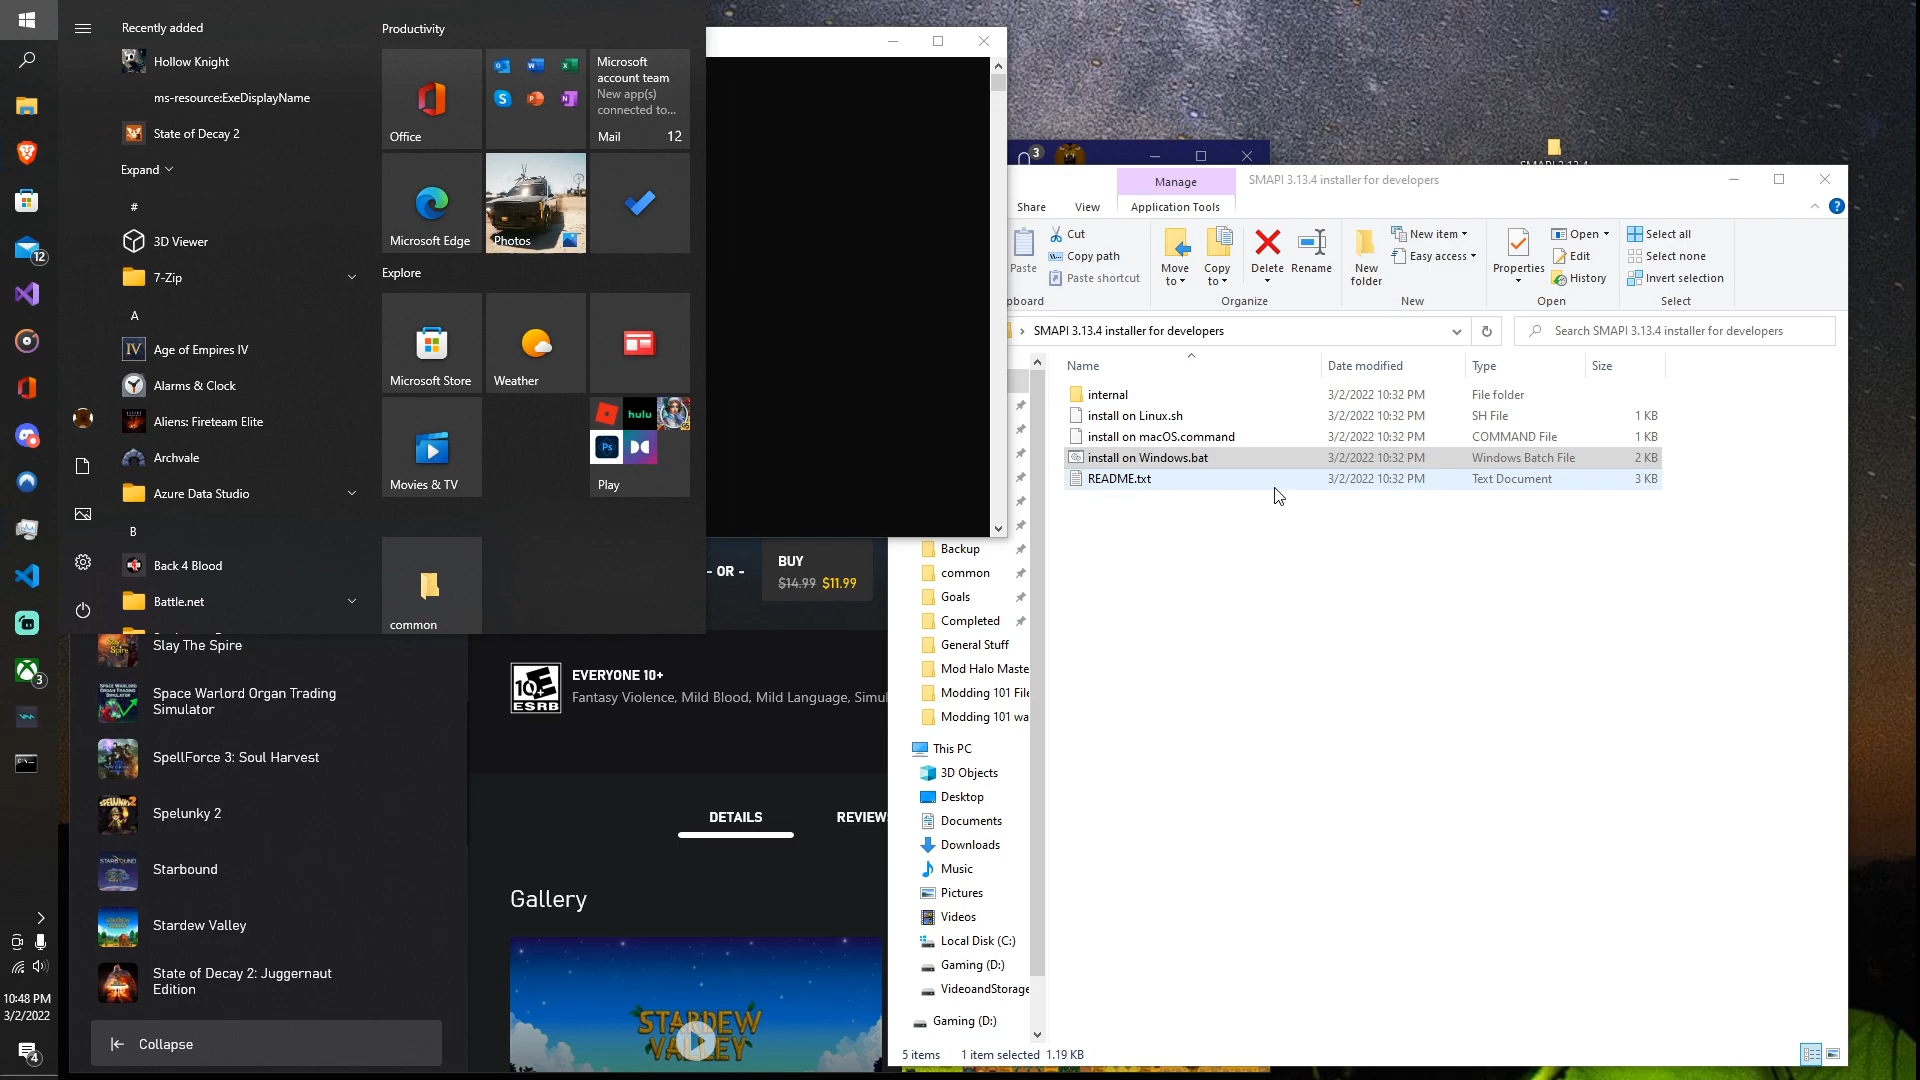 Recently added
Hollow Knight
ms-resource:ExeDisplayName
State of Decay 2
Expand
#
3D Viewer
7-Zip
A
Age of Empires IV
Alarms & Clock
Aliens: Fireteam Elite
Archvale
Azure Data Studio
B
Back 4 Blood
Battle.net
Productivity
Office
Microsoft
account team
New app(s)
connected to...
Mail 12
Microsoft Edge
Photos
Explore
Microsoft Store
Weather
Movies & TV
hulu
Ps
Play
common
12
3
10:48 PM
3/2/2022
4
Slay The Spire
Space Warlord Organ Trading
Simulator
SpellForce 3: Soul Harvest
Spelunky 2
Starbound
Stardew Valley
State of Decay 2: Juggernaut
Edition
Collapse
- OR -
BUY
$14.99 $11.99
ESRB
EVERYONE 10+
Fantasy Violence, Mild Blood, Mild Language, Simul
DETAILS
REVIEW
Gallery
STARDEW
VALLEY
3
Manage
SMAPI 3.13.4 installer for developers
Share
View
Application Tools
Paste
Cut
Copy path
Paste shortcut
pboard
Move
to
Copy
to
Delete
Rename
Organize
New
folder
New item
Easy access
New
Properties
Open
Edit
History
Open
Select all
Select none
Invert selection
Select
SMAPI 3.13.4 installer for developers
Search SMAPI 3.13.4 installer for developers
Name
Date modified
Type
Size
internal 3/2/2022 10:32 PM File folder
install on Linux.sh 3/2/2022 10:32 PM SH File 1 KB
install on macOS.command 3/2/2022 10:32 PM COMMAND File 1 KB
install on Windows.bat 3/2/2022 10:32 PM Windows Batch File 2 KB
README.txt 3/2/2022 10:32 PM Text Document 3 KB
Backup
common
Goals
Completed
General Stuff
Mod Halo Maste
Modding 101 File
Modding 101 wa
This PC
3D Objects
Desktop
Documents
Downloads
Music
Pictures
Videos
Local Disk (C:)
Gaming (D:)
VideoandStorage
Gaming (D:)
5 items 1 item selected 1.19 KB